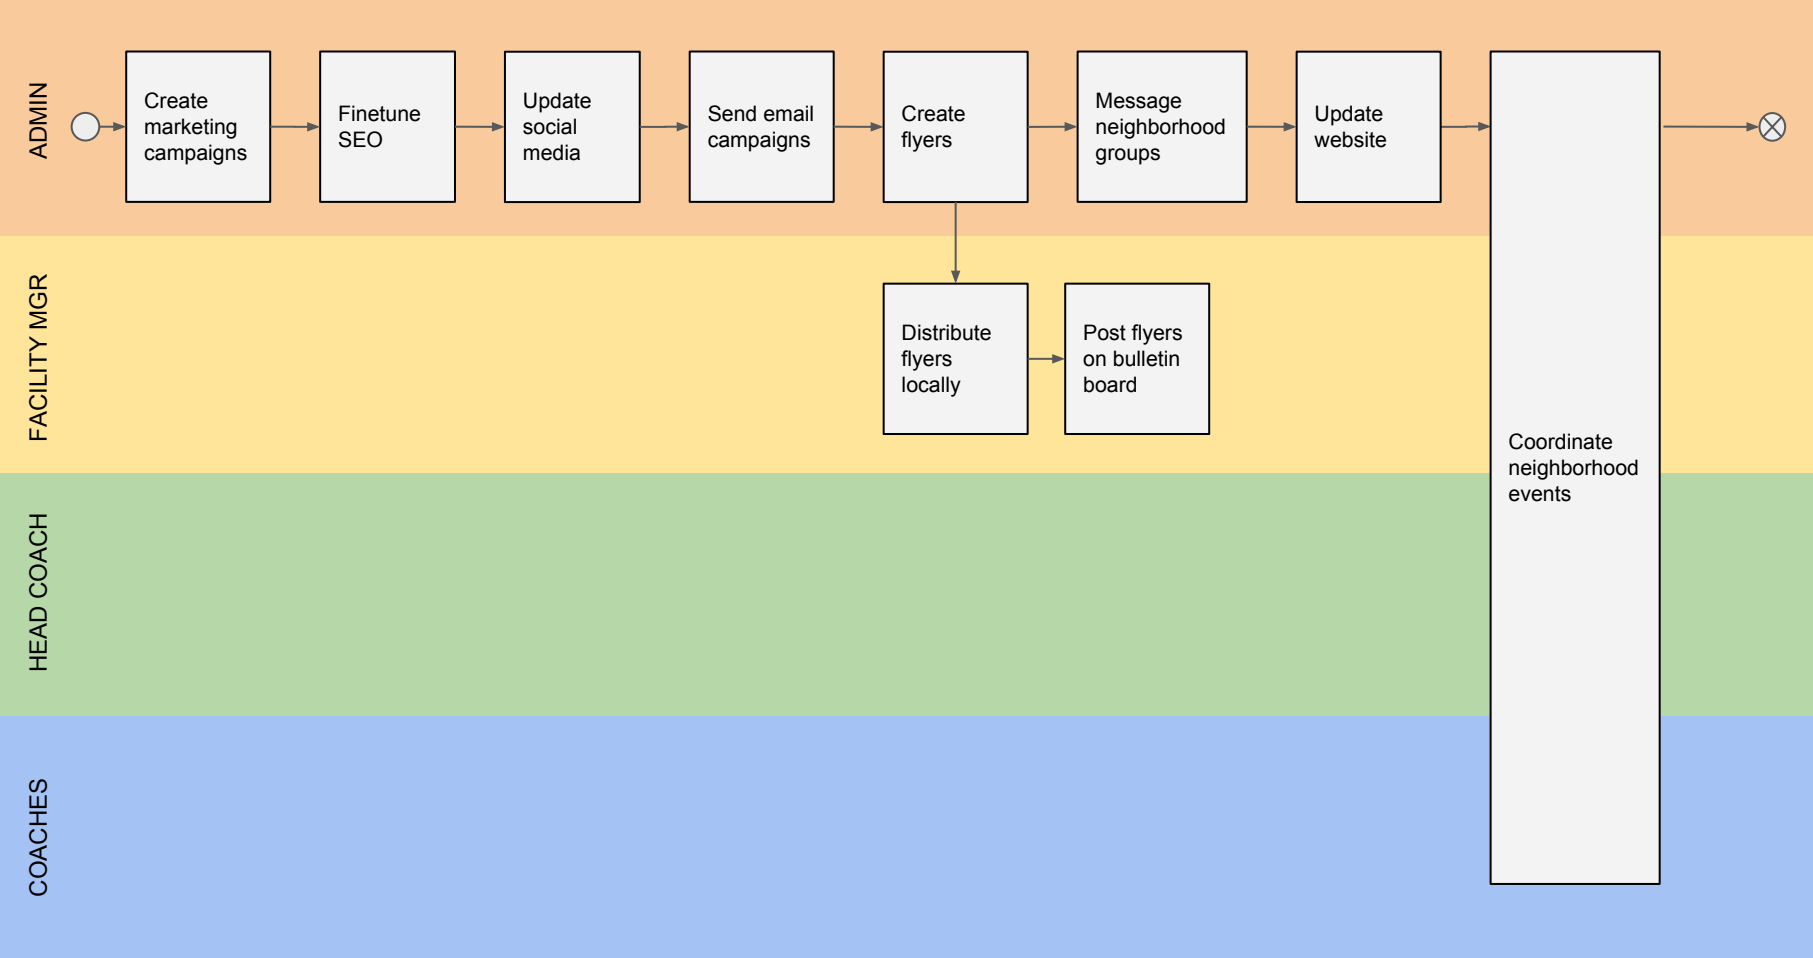 ADMIN
Create
marketing
campaigns
Finetune
SEO
Update
social
media
Send email
campaigns
Create
flyers
Message
neighborhood
groups
Update
website
FACILITY MGR
Distribute
flyers
locally
Post flyers
on bulletin
board
Coordinate
neighborhood
events
HEAD COACH
COACHES